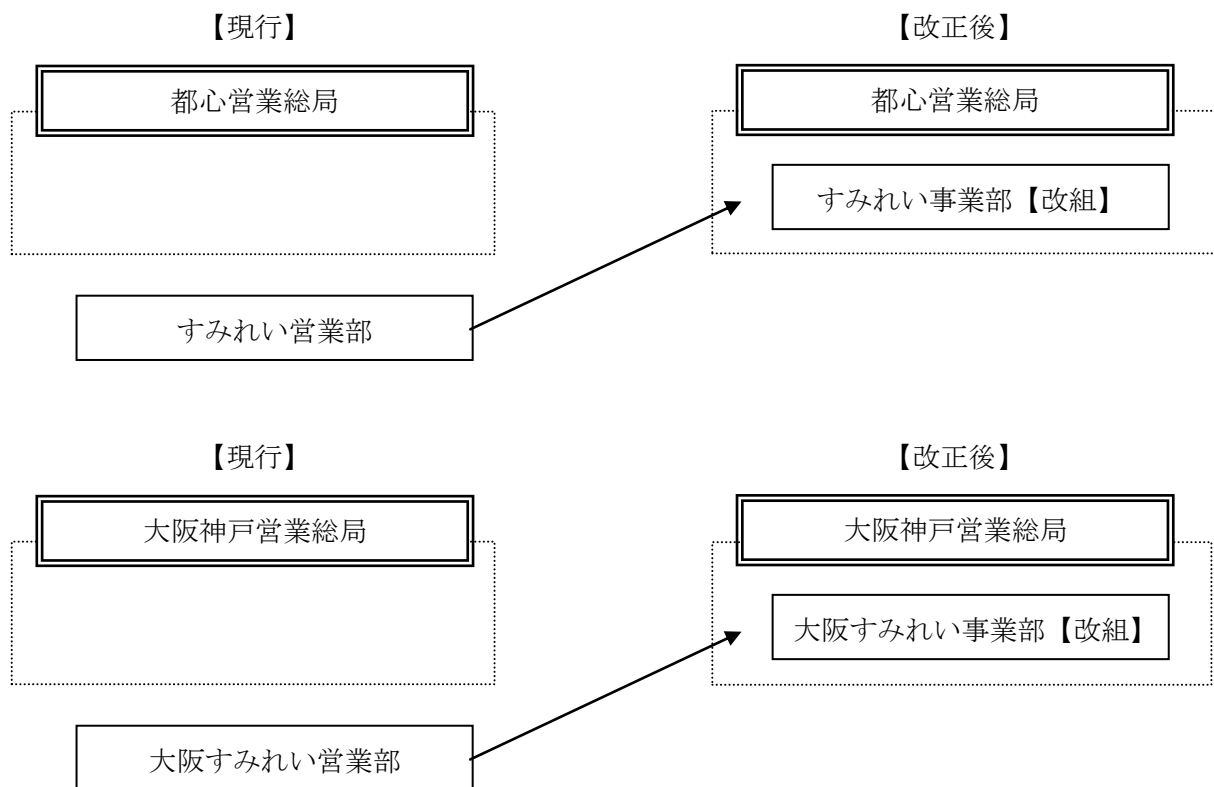 【現行】
【改正後】
都心営業総局
都心営業総局
すみれい事業部【改組】
すみれい営業部
【現行】
【改正後】
大阪神戸営業総局
大阪神戸営業総局
大阪すみれい事業部【改組】
大阪すみれい営業部